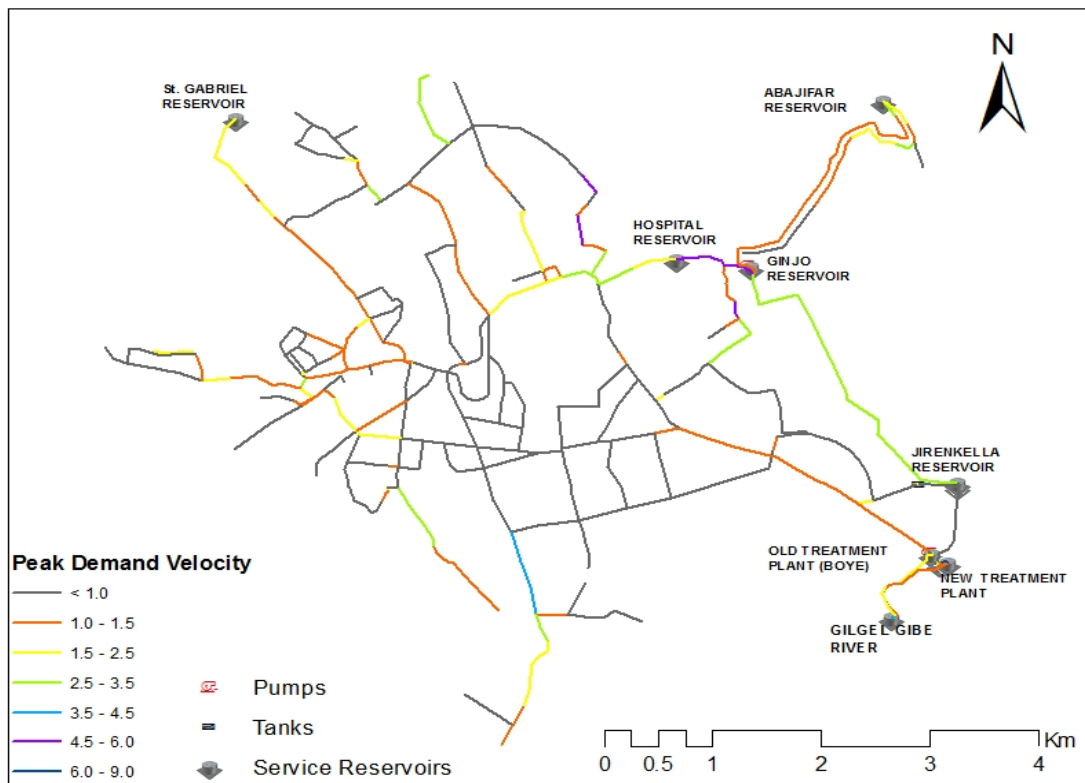 N
St. GABRIEL
RESERVOIR
ABAJIFAR
RESERVOIR
HOSPITAL
RESERVOIR
GINJO
RESERVOIR
JIRENKELLA
RESERVOIR
OLD TREATMENT
PLANT (BOYE)
NEW TREATMENT
PLANT
GILGEL GIBE
RIVER
Peak Demand Velocity
< 1.0
1.0 - 1.5
1.5 - 2.5
2.5 - 3.5
3.5 - 4.5
4.5 - 6.0
6.0 - 9.0
Pumps
Tanks
Service Reservoirs
Km
0 0.5 1 2 3 4